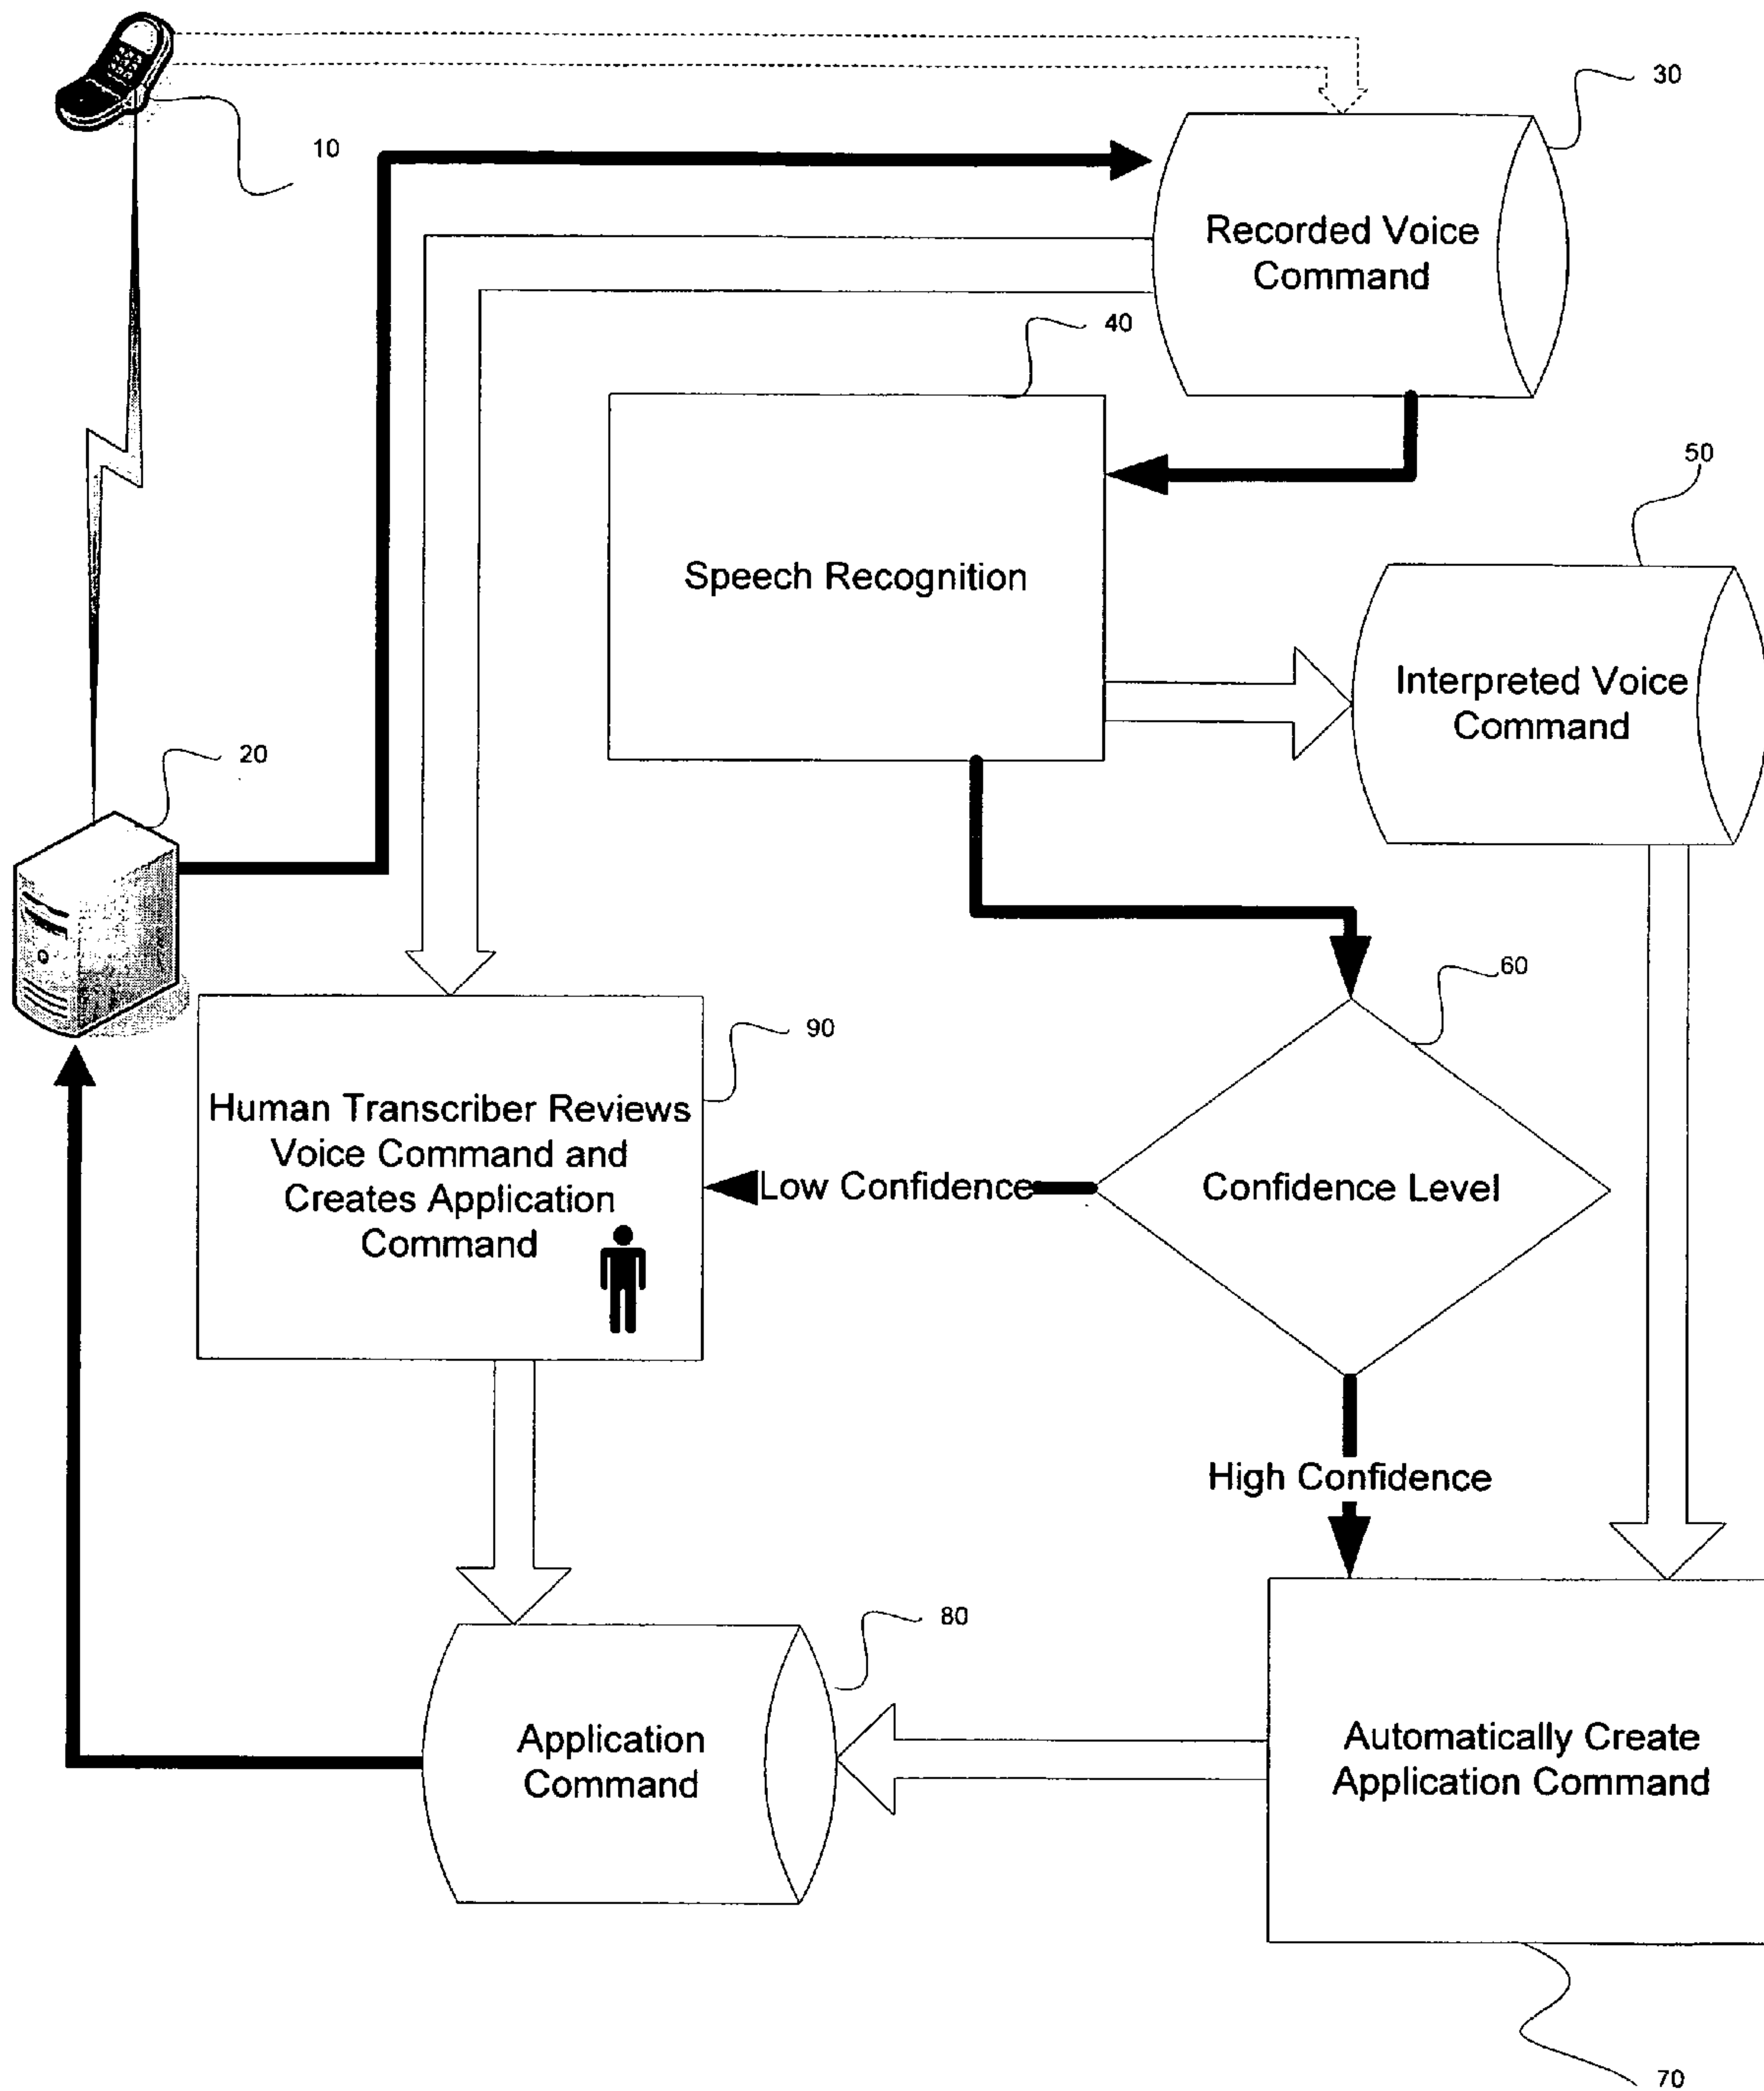 30
10
Recorded Voice
Command
40
50
Speech Recognition
Interpreted Voice
Command
20
60
90
Human Transcriber Reviews
Voice Command and
Creates Application
Command
Low Confidence
Confidence Level
High Confidence
80
Application
Command
Automatically Create
Application Command
70